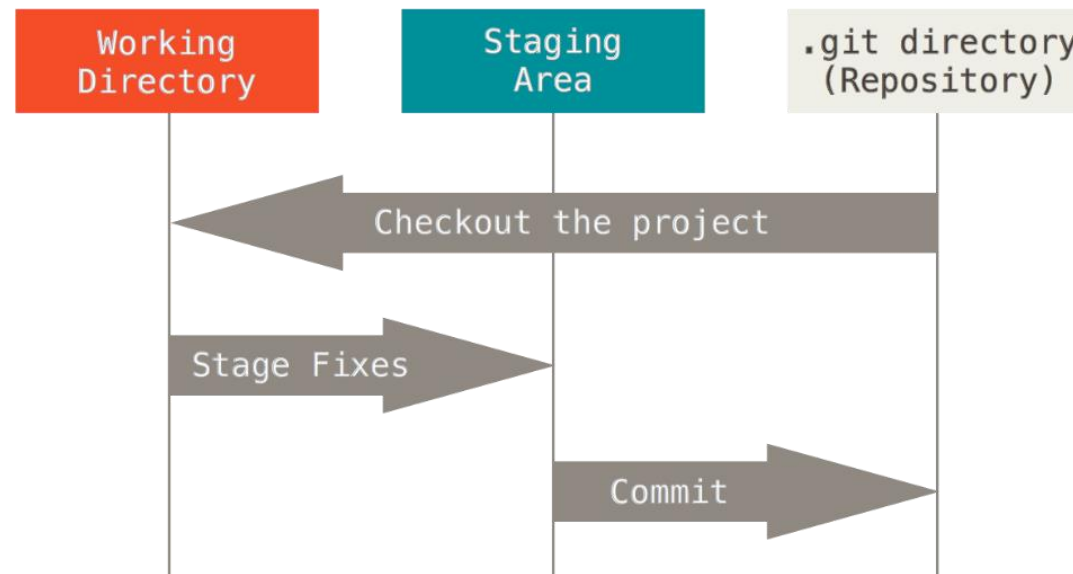 Working
Directory
Staging
Area
.git directory
(Repository)
Checkout the project
Stage Fixes
Commit